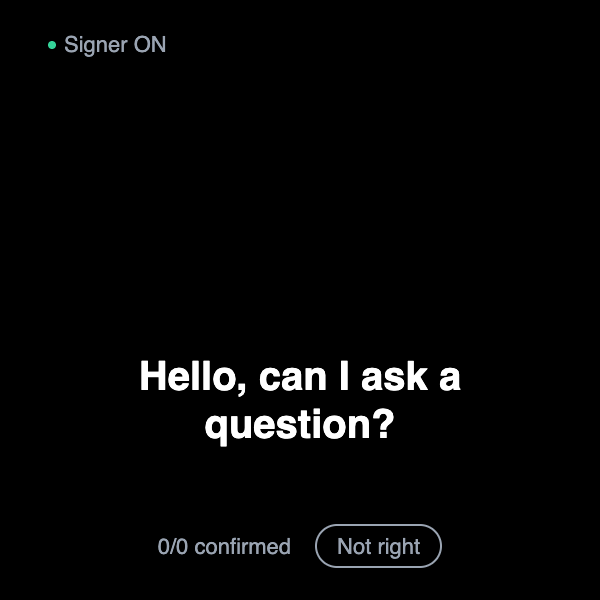 Signer ON
Hello, can I ask a
question?
0/0 confirmed
Not right